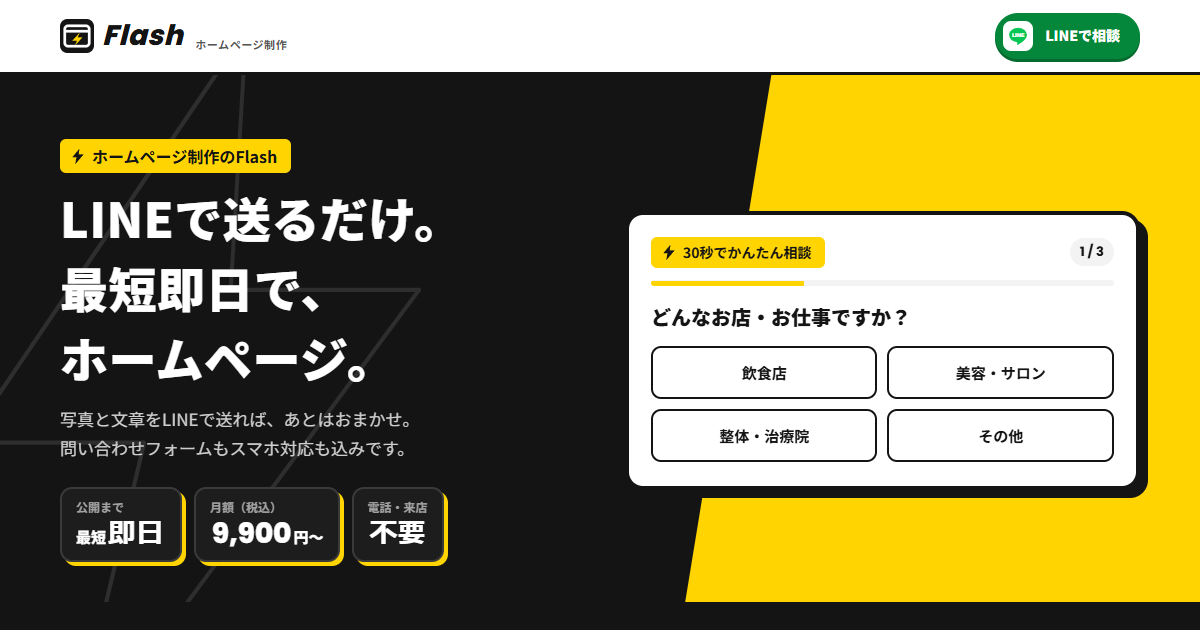 Flash
ホームページ制作
LINE
LINEで相談
ホームページ制作のFlash
LINEで送るだけ。
最短即日で、
ホームページ。
写真と文章をLINEで送れば、あとはおまかせ。
問い合わせフォームもスマホ対応も込みです。
公開まで
最短即日
月額（税込）
9,900円〜
電話・来店
不要
30秒でかんたん相談
1 / 3
どんなお店・お仕事ですか？
飲食店
美容・サロン
整体・治療院
その他